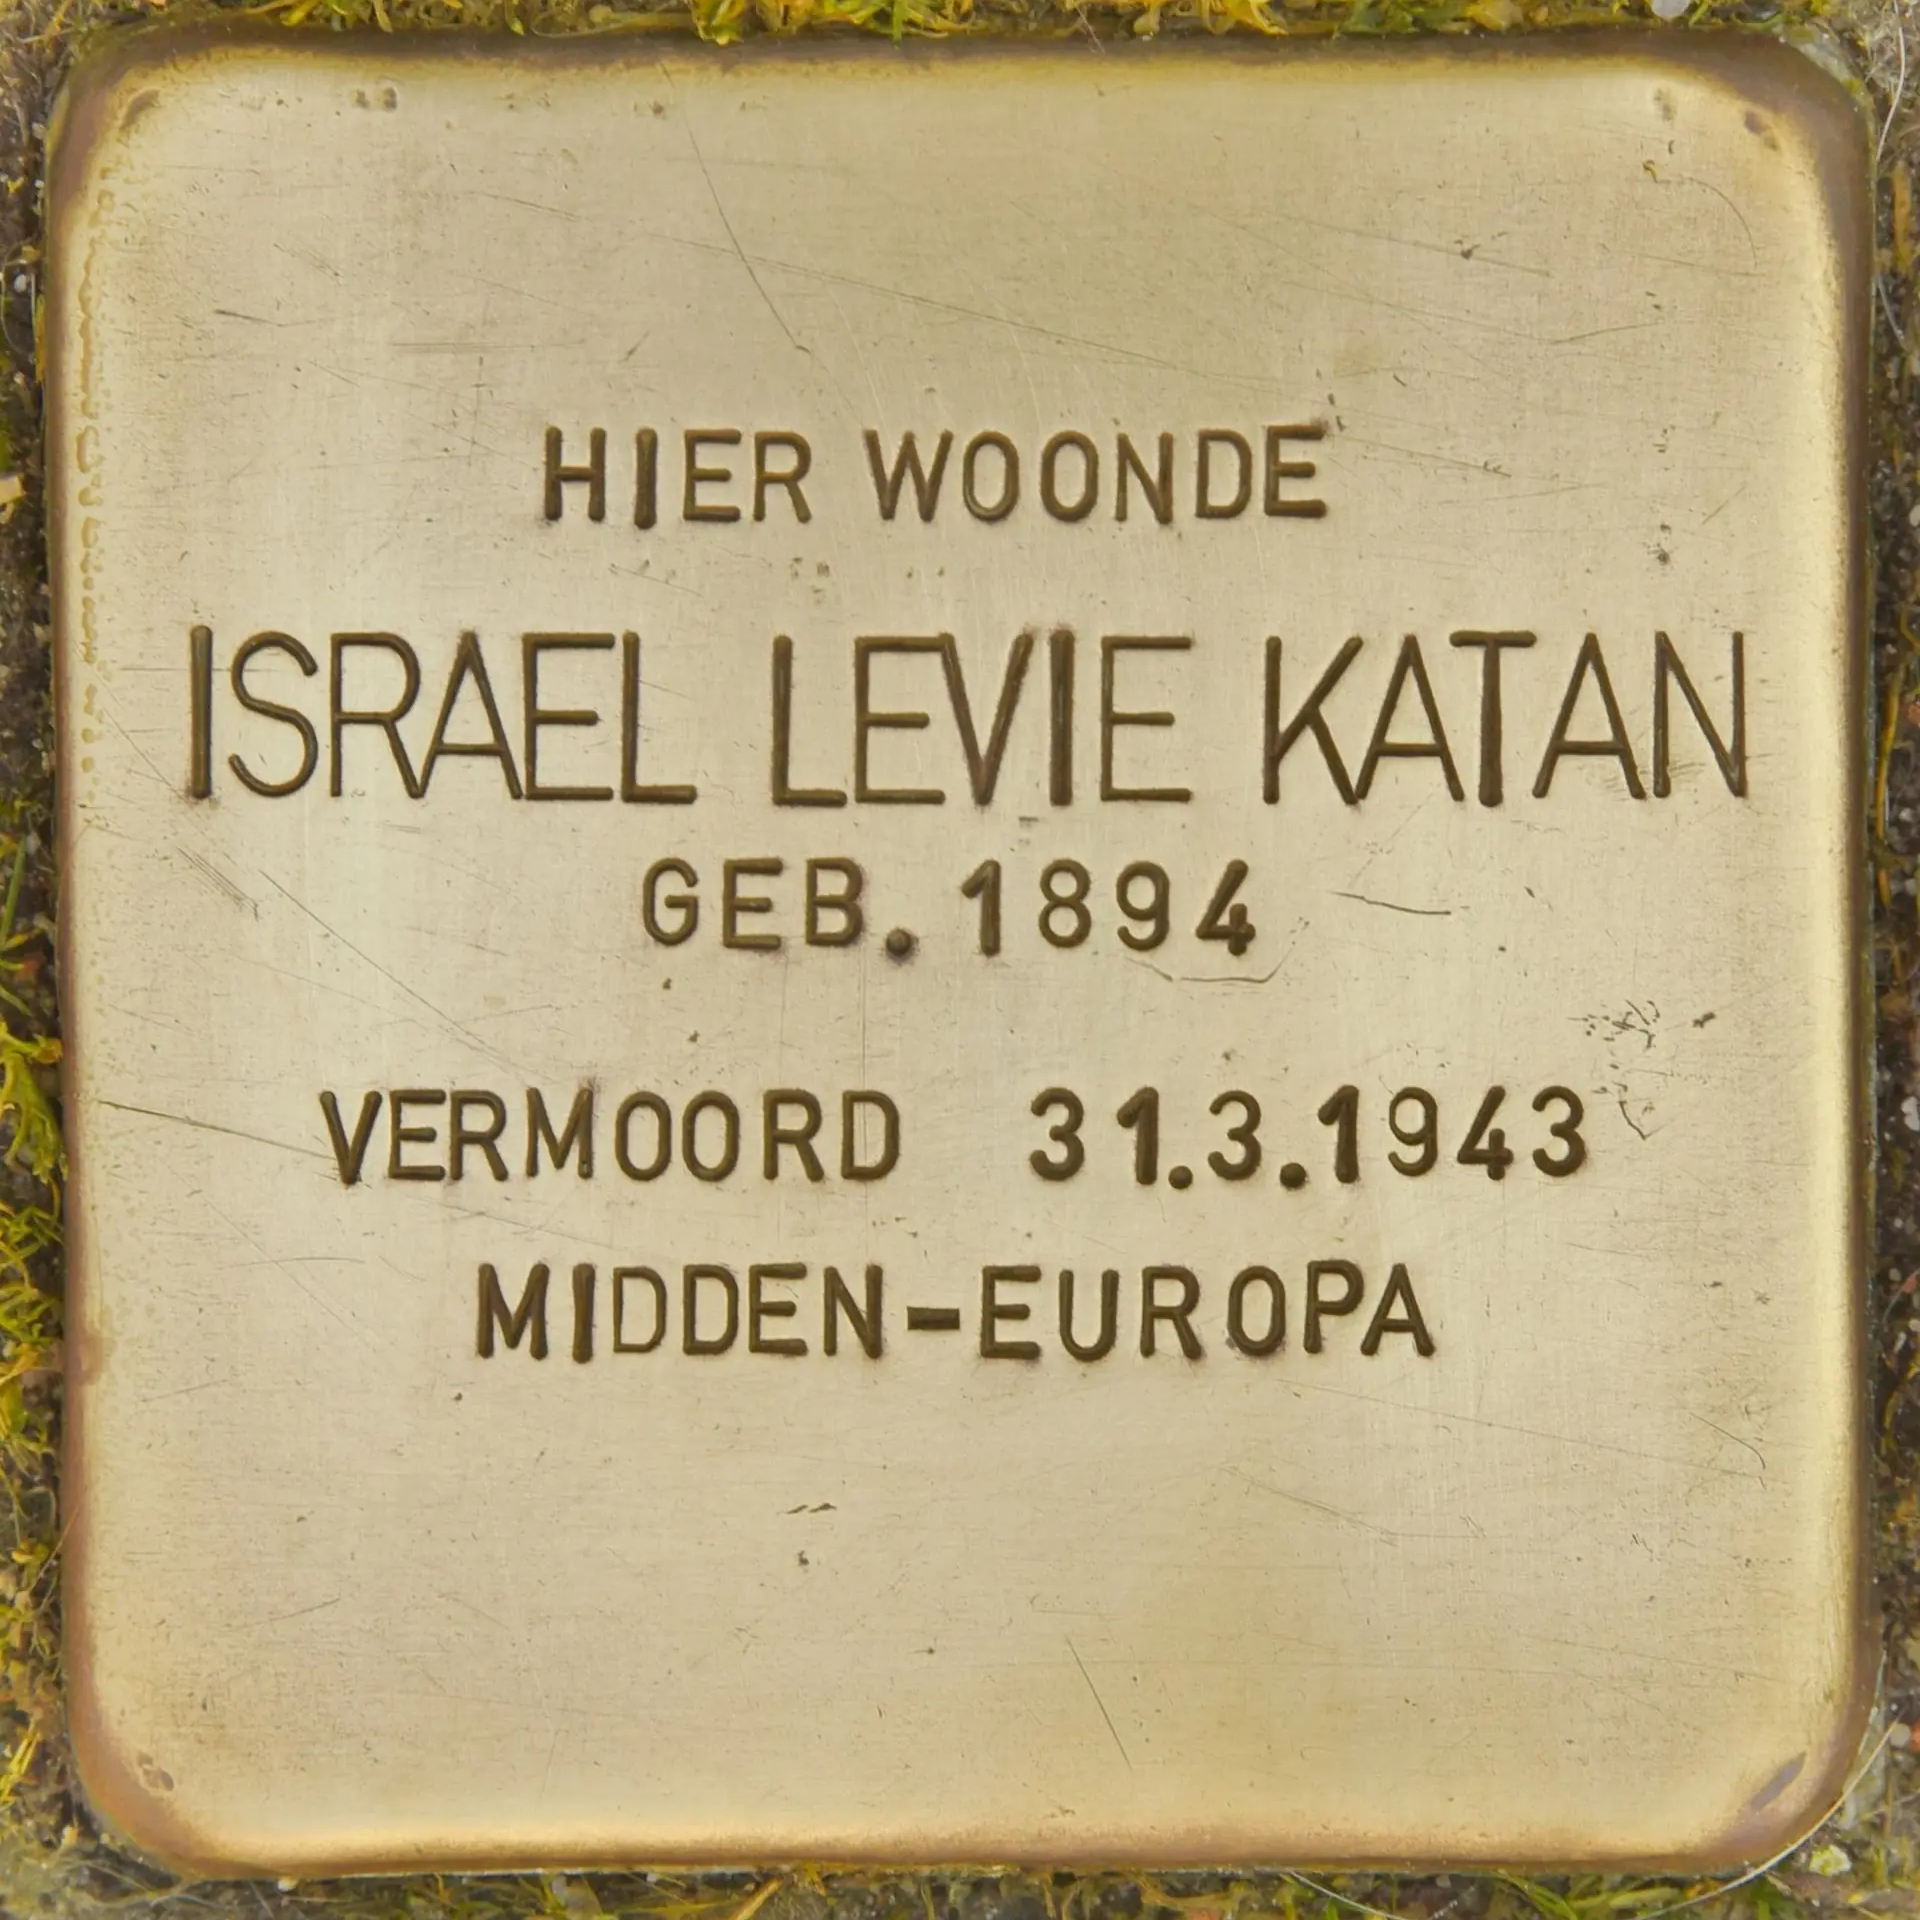 HIER WOONDE
ISRAEL LEVIE KATAN
GEB. 1894
VERMOORD 31.3.1943
MIDDEN-EUROPA